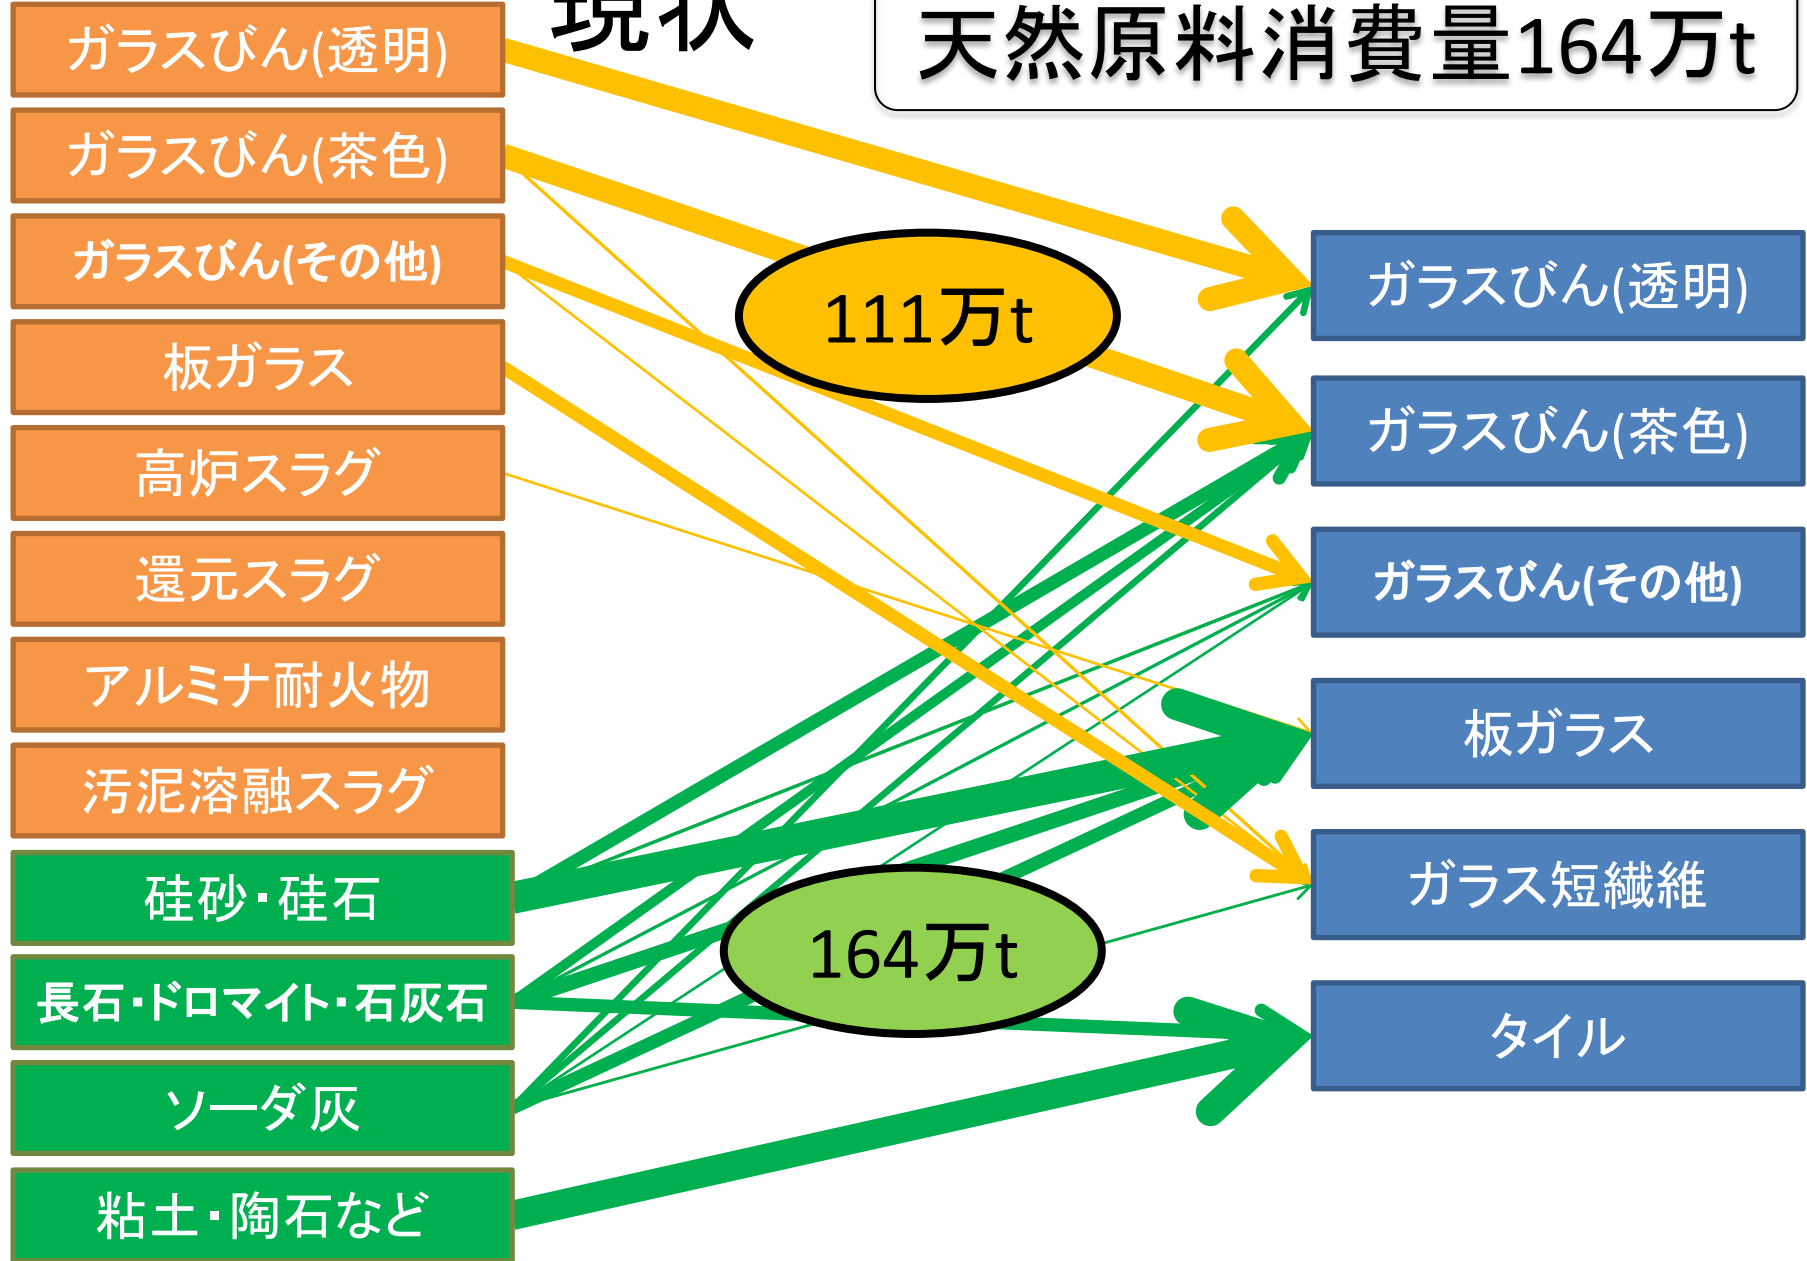 現状
天然原料消費量164万t
ガラスびん(透明)
ガラスびん(茶色)
ガラスびん(その他)
板ガラス
高炉スラグ
還元スラグ
アルミナ耐火物
汚泥溶融スラグ
硅砂・硅石
長石・ドロマイト・石灰石
ソーダ灰
粘土・陶石など
111万t
164万t
ガラスびん(透明)
ガラスびん(茶色)
ガラスびん(その他)
板ガラス
ガラス短繊維
タイル